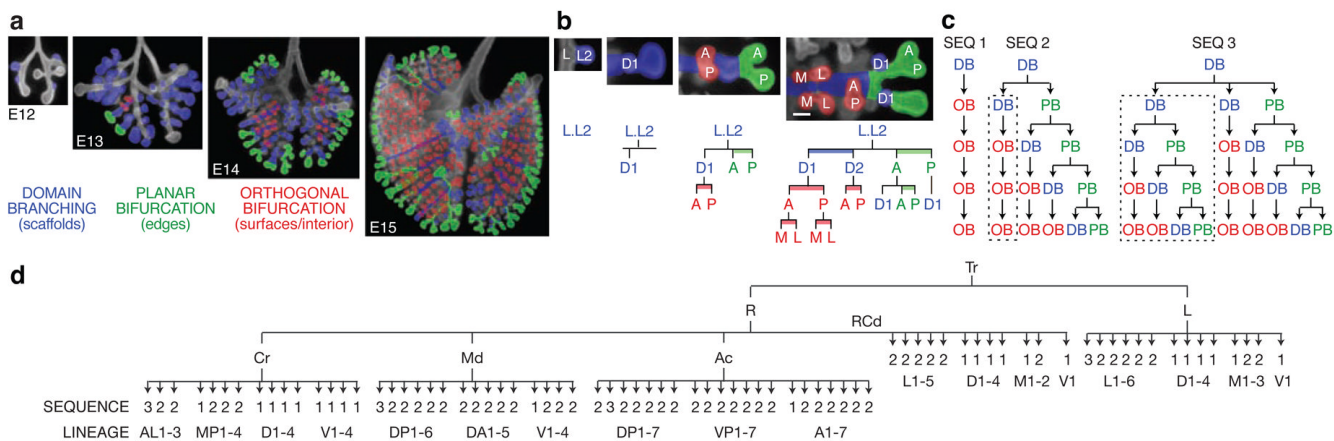 a
E12
E13
E14
E15
DOMAIN
BRANCHING
(scaffolds)
PLANAR
BIFURCATION
(edges)
ORTHOGONAL
BIFURCATION
(surfaces/interior)
b
L L2
D1
A
P
A
P
M L
M L
A
P
D1
D1
A
P
L.L2
D1
L.L2
D1
L.L2
D1 A P
A P
L.L2
D1 D2 A P
A P A P D1 A P D1
M L M L
c
SEQ 1 SEQ 2 SEQ 3
DB DB DB
OB DB PB DB DB PB
OB OB DB PB DB PB OB DB PB
OB OB OB DB PB OB DB PB OB OB DB PB
OB OB OB OB DB PB OB OB DB PB OB OB OB DB PB
d
Tr
R L
RCd
Cr Md Ac
2 2 2 2 2 1 1 1 1 1 2 1 3 2 2 2 2 2 1 1 1 1 1 2 2 1
L1-5 D1-4 M1-2 V1 L1-6 D1-4 M1-3 V1
SEQUENCE 3 2 2 1 2 2 2 1 1 1 1 1 1 1 1 3 2 2 2 2 2 2 2 2 2 2 1 2 2 2 2 3 2 2 2 2 2 2 2 2 2 2 2 2 1 2 2 2 2 2 2
LINEAGE AL1-3 MP1-4 D1-4 V1-4 DP1-6 DA1-5 V1-4 DP1-7 VP1-7 A1-7